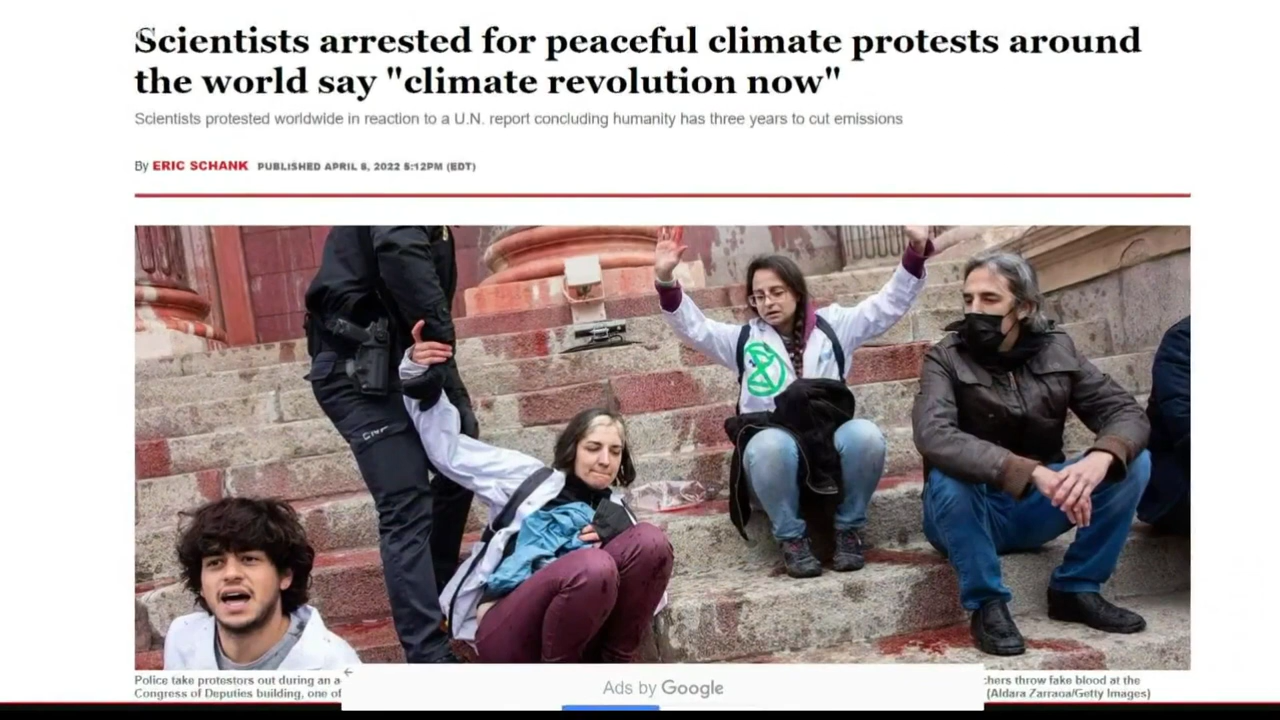 Scientists arrested for peaceful climate protests around
the world say "climate revolution now"
Scientists protested worldwide in reaction to a U.N. report concluding humanity has three years to cut emissions
By ERIC SCHANK PUBLISHED APRIL 6, 2022 5:12PM (EDT)
Police take protestors out during an a
chers throw fake blood at the
Congress of Deputies building, one of
(Aldara Zarraoa/Getty Images)
Ads by Google